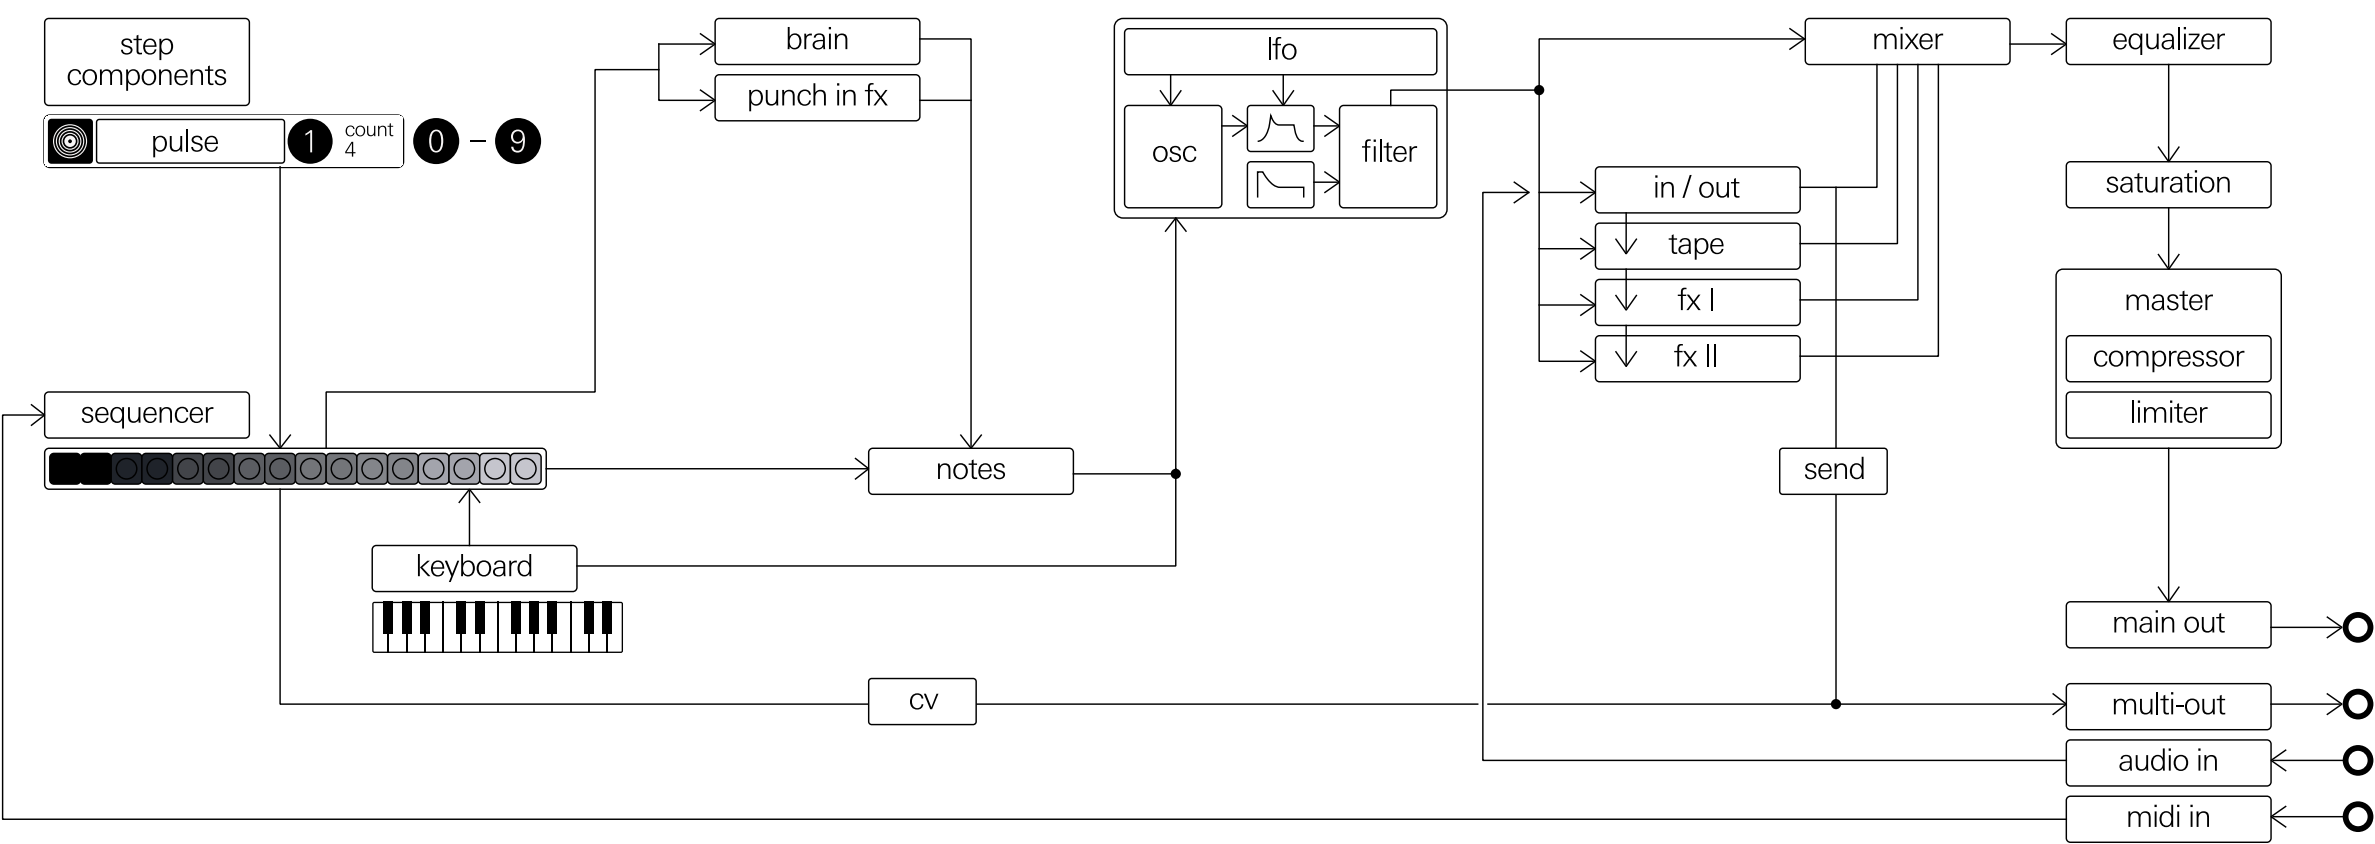 step
components
pulse
1
count
4
0 – 9
sequencer
keyboard
brain
punch in fx
notes
cv
lfo
osc
filter
in / out
tape
fx I
fx II
send
mixer
equalizer
saturation
master
compressor
limiter
main out
multi-out
audio in
midi in